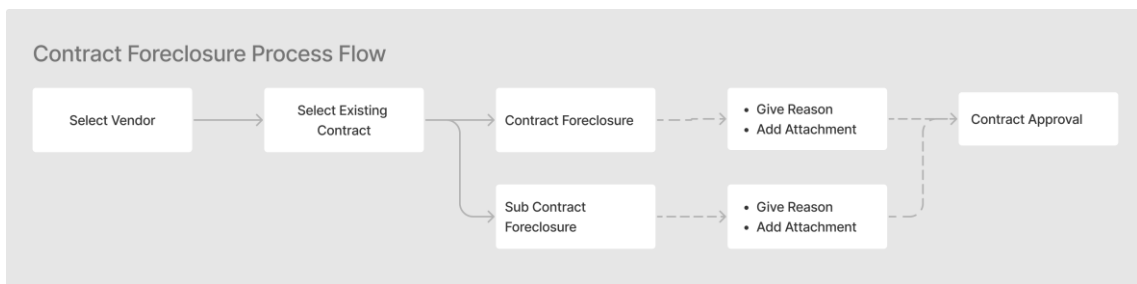 Contract Foreclosure Process Flow
Select Vendor
Select Existing
Contract
Contract Foreclosure
• Give Reason
• Add Attachment
Contract Approval
Sub Contract
Foreclosure
• Give Reason
• Add Attachment